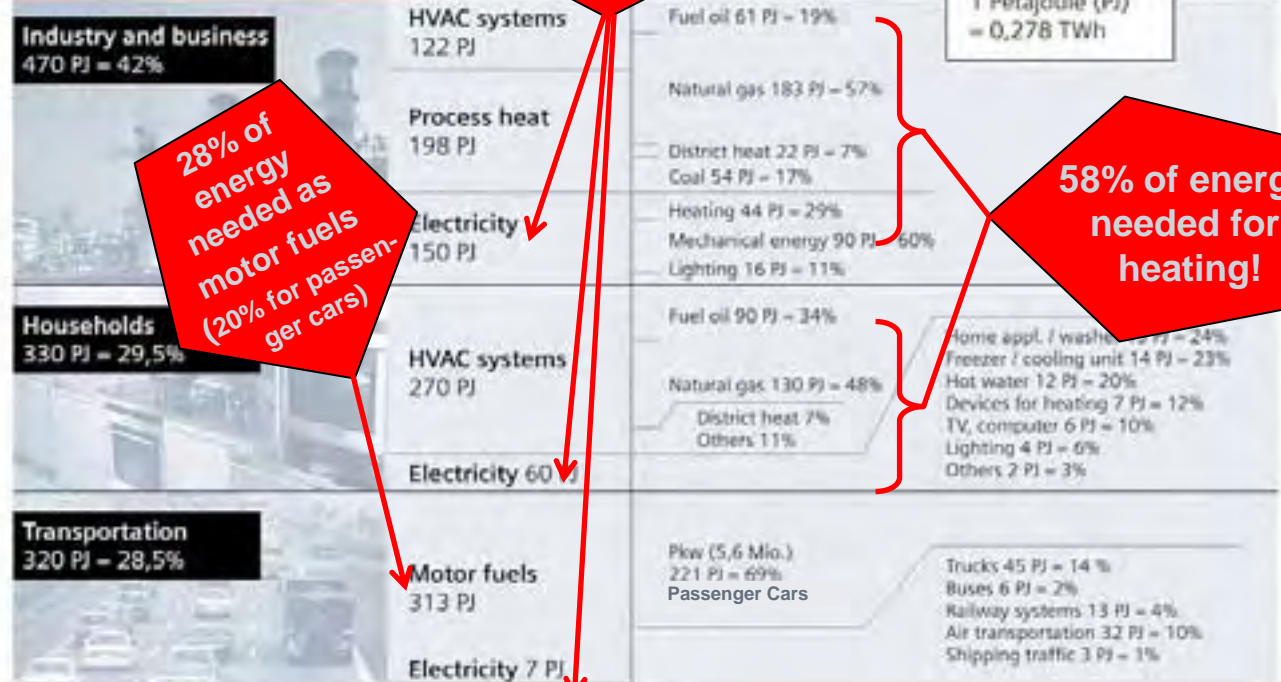 Industry and business
470 PJ = 42%
HVAC systems
122 PJ
Process heat
198 PJ
Electricity
150 PJ
Fuel oil 61 PJ = 19%
Natural gas 183 PJ = 57%
District heat 22 PJ = 7%
Coal 54 PJ = 17%
Heating 44 PJ = 29%
Mechanical energy 90 PJ = 60%
Lighting 16 PJ = 11%
1 Petajoule (PJ)
= 0,278 TWh
28% of
energy
needed as
motor fuels
(20% for passen-
ger cars)
58% of
needed for
heating!
Households
330 PJ = 29,5%
HVAC systems
270 PJ
Electricity 60
Fuel oil 90 PJ = 34%
Natural gas 130 PJ = 48%
District heat 7%
Others 11%
Home appl. / = 24%
Freezer / cooling unit 14 PJ = 23%
Hot water 12 PJ = 20%
Devices for heating 7 PJ = 12%
TV, computer 6 PJ = 10%
Lighting 4 PJ = 6%
Others 2 PJ = 3%
Transportation
320 PJ = 28,5%
Motor fuels
313 PJ
Electricity 7 PJ
Pkw (5,6 Mio.)
221 PJ = 69%
Passenger Cars
Trucks 45 PJ = 14 %
Buses 6 PJ = 2%
Railway systems 13 PJ = 4%
Air transportation 32 PJ = 10%
Shipping traffic 3 PJ = 1%